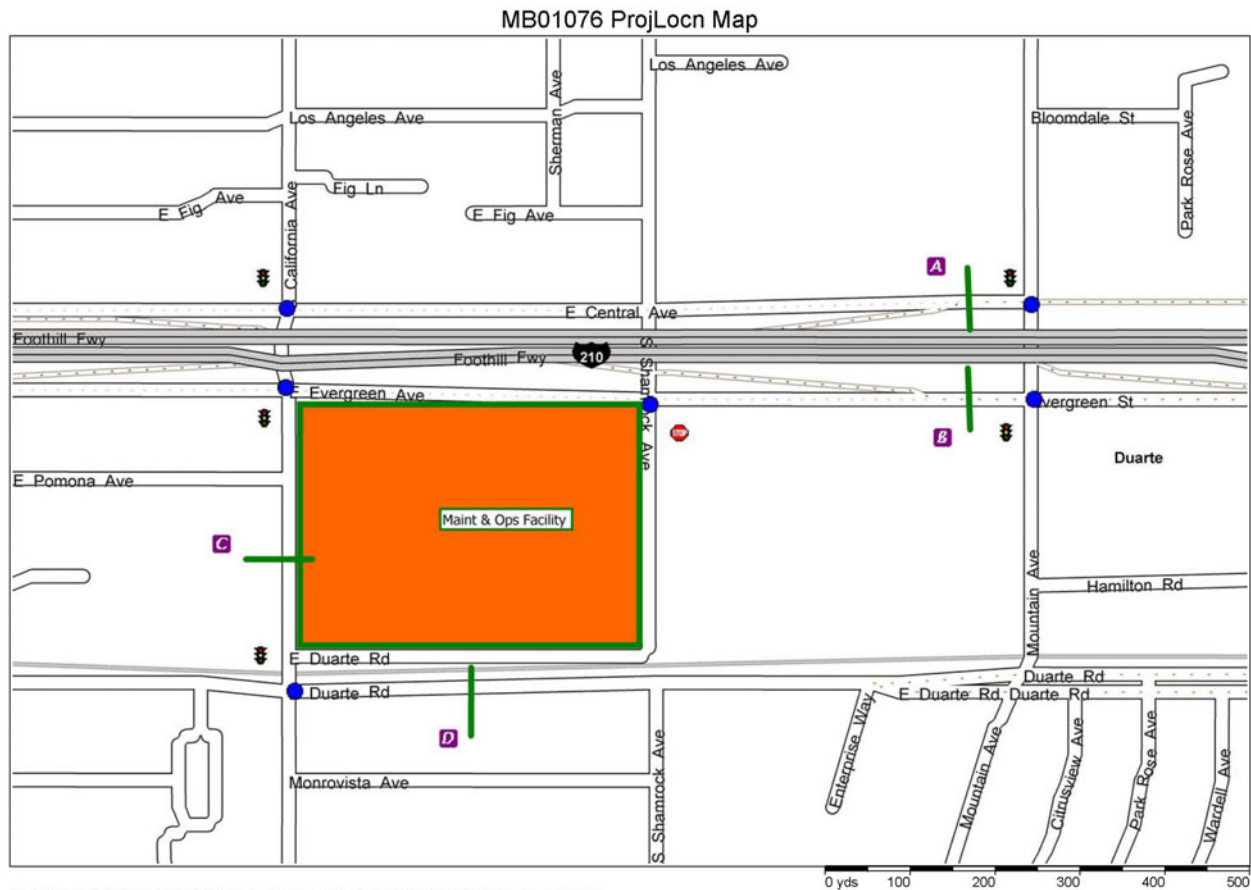 MB01076 ProjLocn Map
Los Angeles Ave
Los Angeles Ave
Sherman Ave
Bloomdale St
Park Rose Ave
Fig Ln
E Fig Ave
E Fig Ave
California Ave
A
E Central Ave
Foothill Fwy
Foothill Fwy
210
S Shamrock Ave
E Evergreen Ave
Evergreen St
STOP
B
Duarte
E Pomona Ave
Maint & Ops Facility
C
Mountain Ave
Hamilton Rd
E Duarte Rd
Duarte Rd
Duarte Rd
E Duarte Rd Duarte Rd
D
Enterprise Way
Mountain Ave
Citrusview Ave
Park Rose Ave
Wardell Ave
S Shamrock Ave
Monrovista Ave
0 yds 100 200 300 400 500